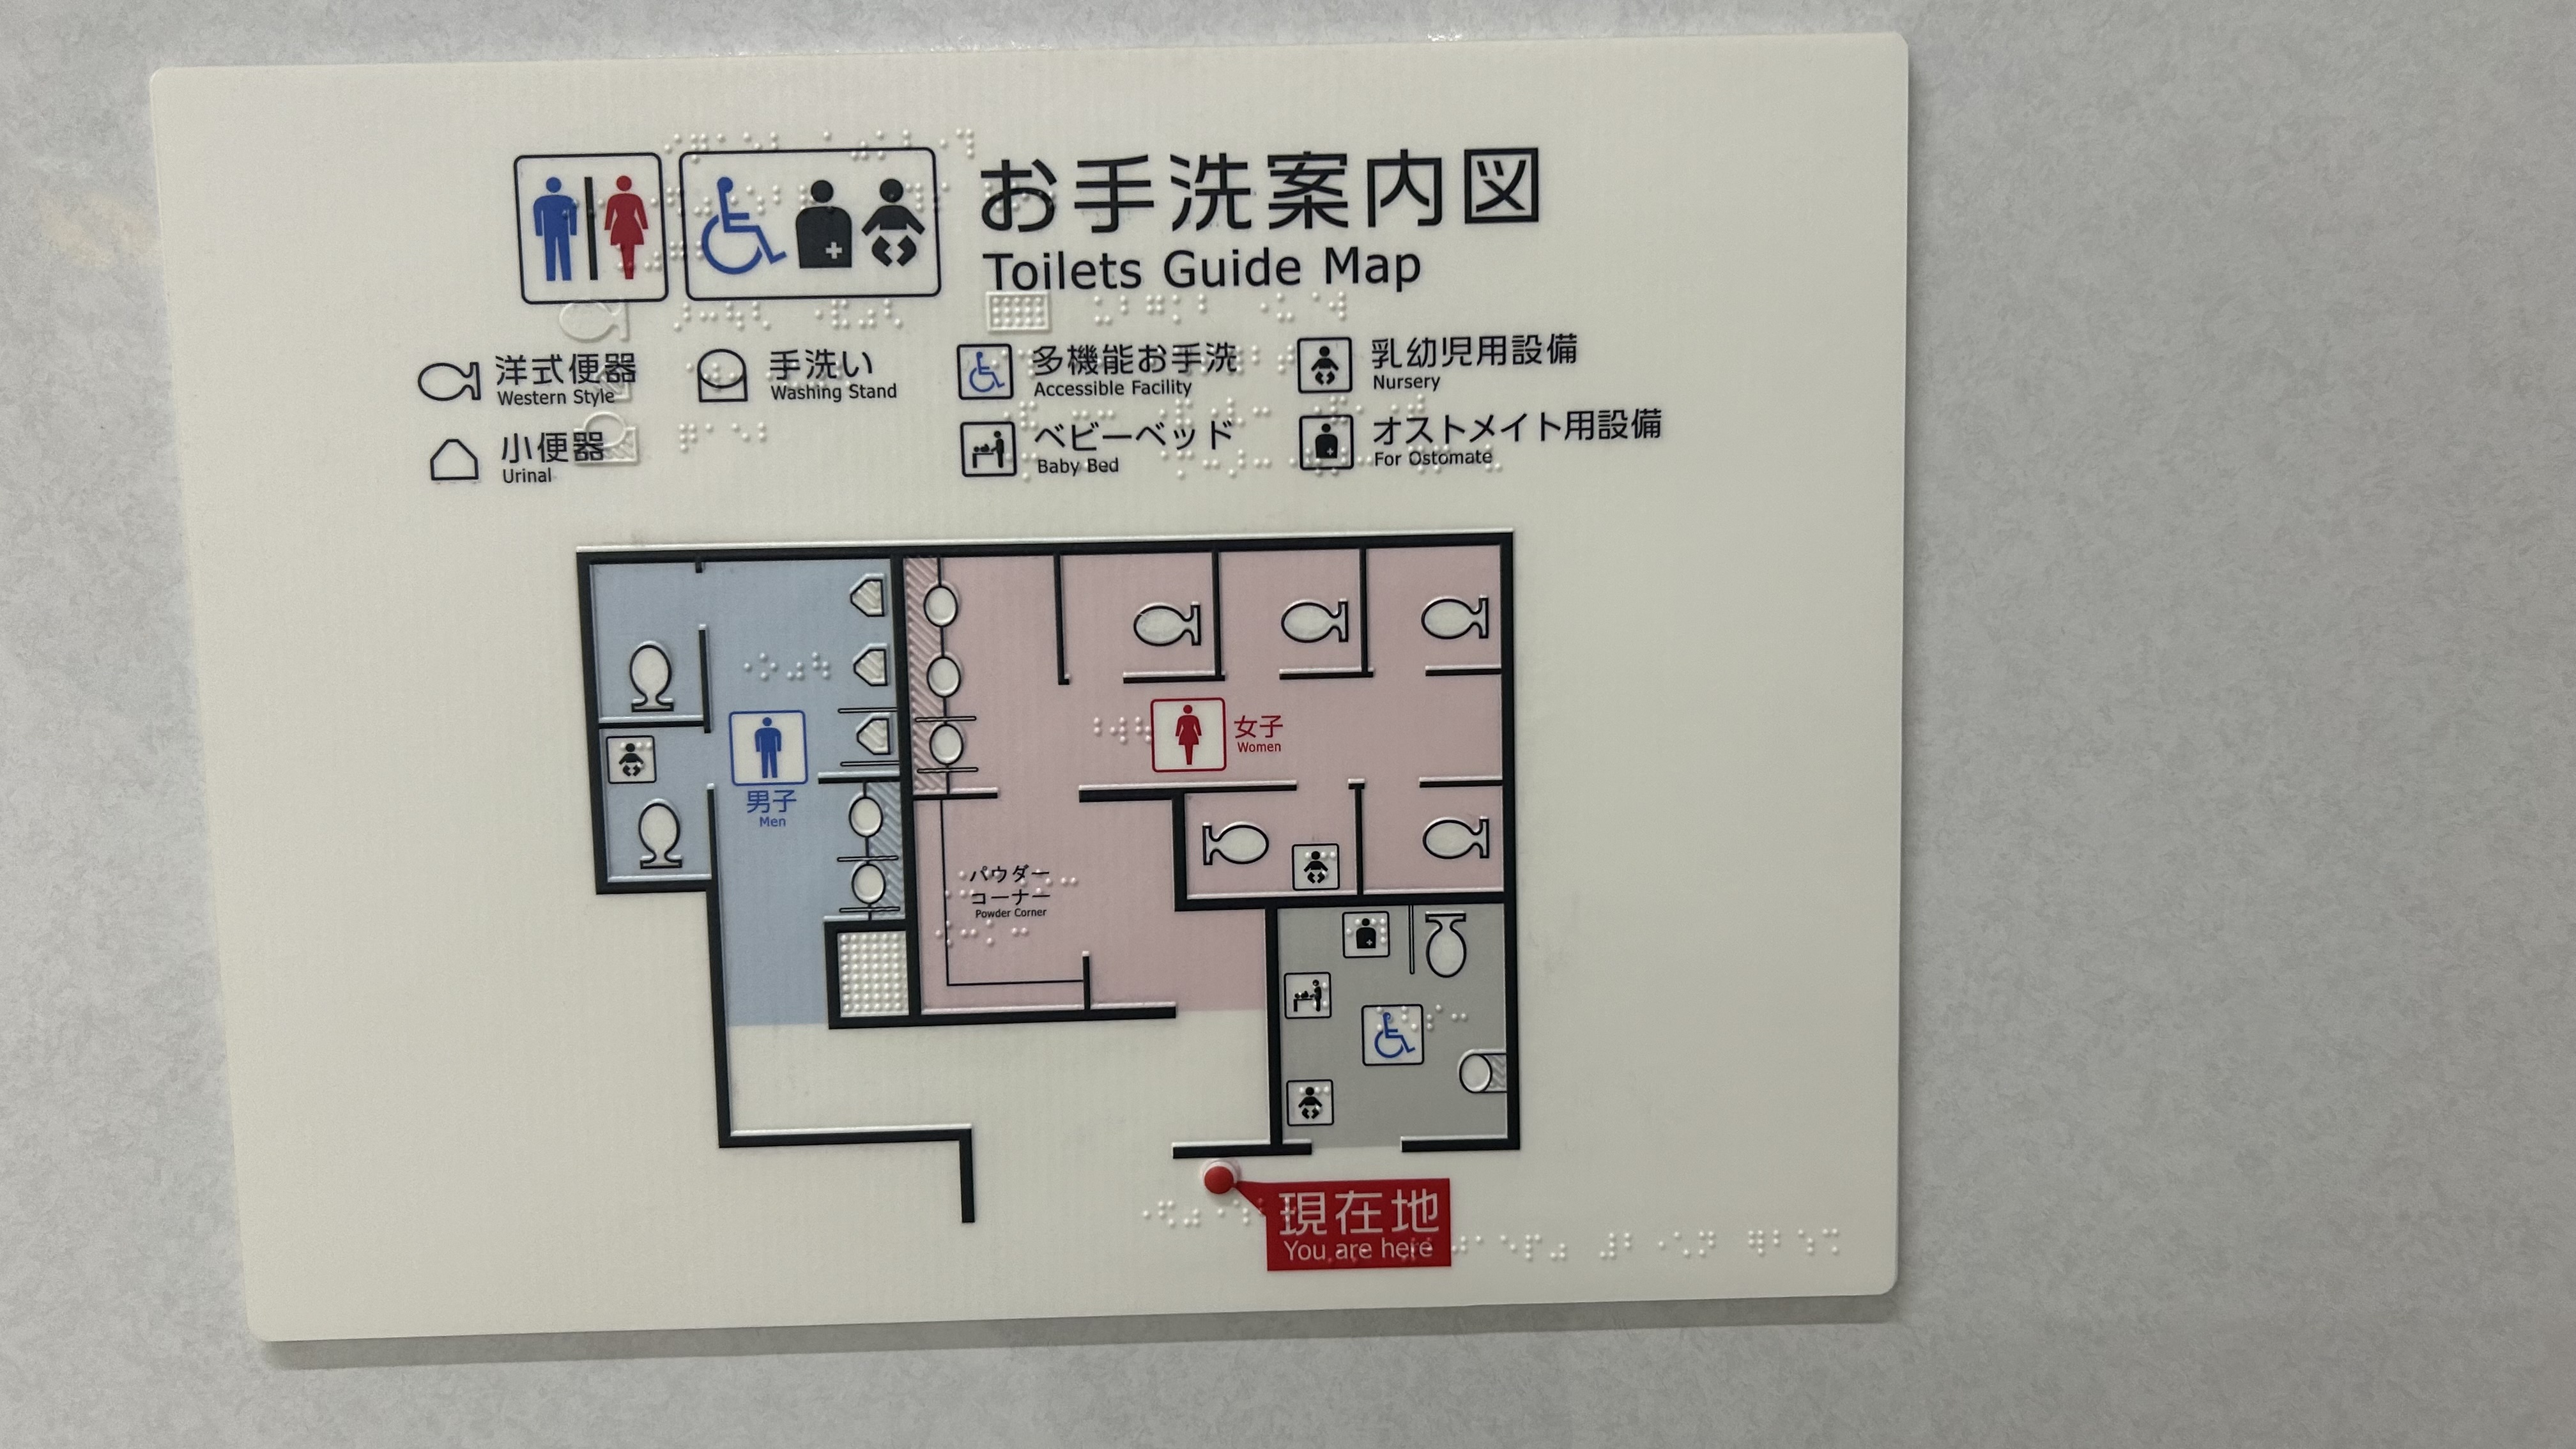 お手洗案内図
Toilets Guide Map
洋式便器
Western Style
手洗い
Washing Stand
多機能お手洗
Accessible Facility
乳幼児用設備
Nursery
小便器
Urinal
ベビーベッド
Baby Bed
オストメイト用設備
For Ostomate
女子
Women
男子
Men
パウダー
コーナー
Powder Corner
現在地
You are here